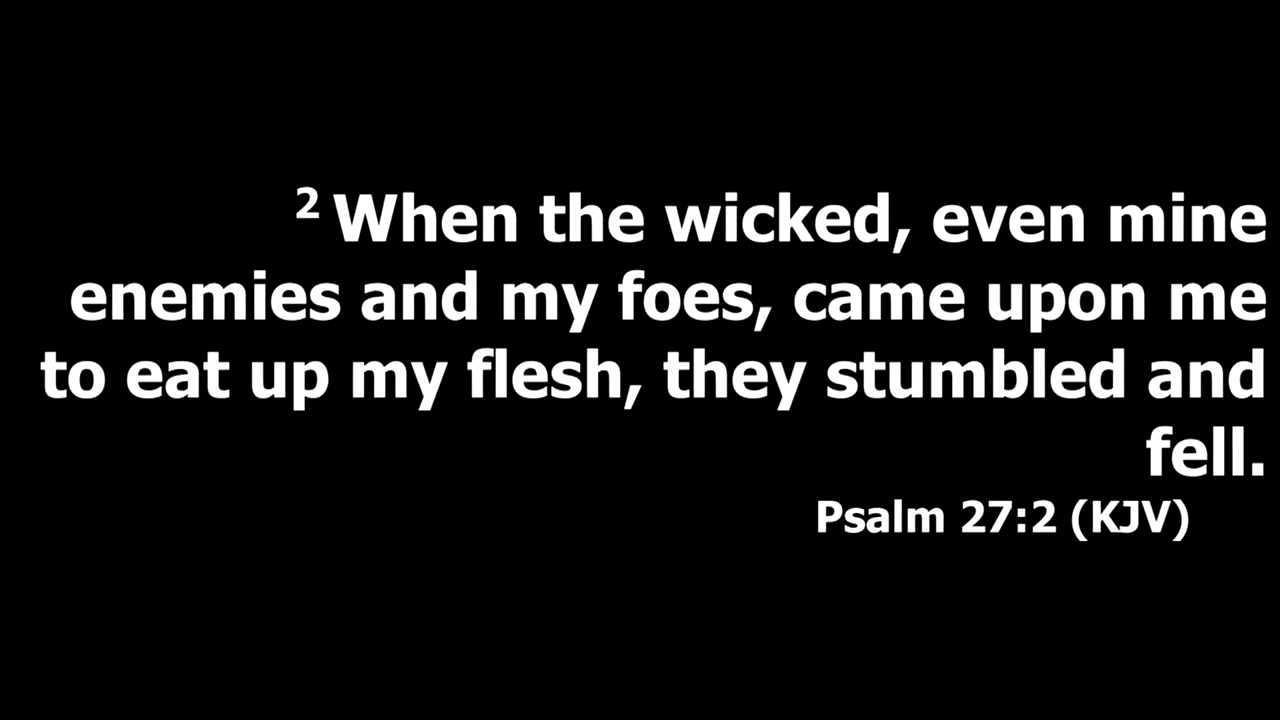 2 When the wicked, even mine
enemies and my foes, came upon me
to eat up my flesh, they stumbled and
fell.
Psalm 27:2 (KJV)